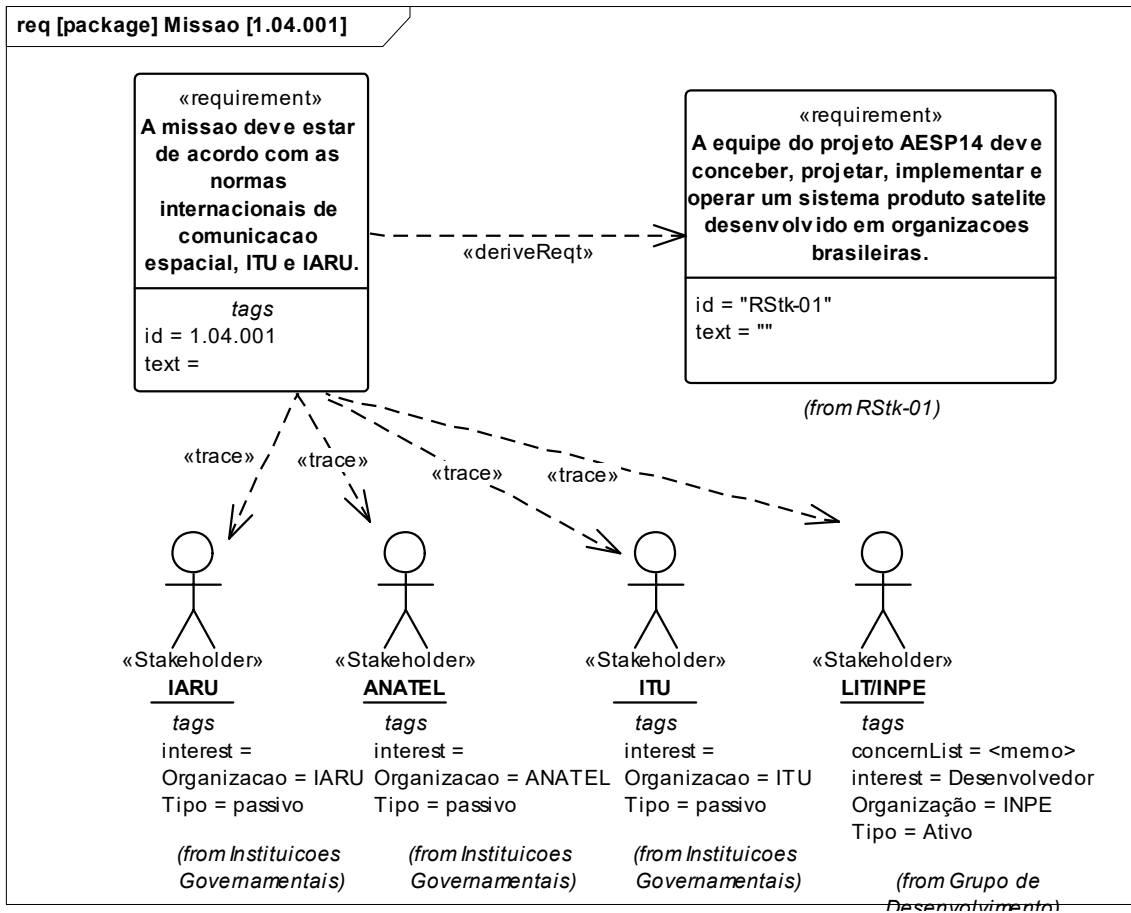 req [package] Missao [1.04.001]
«requirement»
A missao deve estar
de acordo com as
normas
internacionais de
comunicacao
espacial, ITU e IARU.
tags
id = 1.04.001
text =
«deriveReqt»
«requirement»
A equipe do projeto AESP14 deve
conceber, projetar, implementar e
operar um sistema produto satelite
desenvolvido em organizacoes
brasileiras.
id = "RStk-01"
text = ""
(from RStk-01)
«trace»
«trace»
«trace»
«trace»
«Stakeholder»
IARU
tags
interest =
Organizacao = IARU
Tipo = passivo
(from Instituicoes
Governamentais)
«Stakeholder»
ANATEL
tags
interest =
Organizacao = ANATEL
Tipo = passivo
(from Instituicoes
Governamentais)
«Stakeholder»
ITU
tags
interest =
Organizacao = ITU
Tipo = passivo
(from Instituicoes
Governamentais)
«Stakeholder»
LIT/INPE
tags
concernList = <memo>
interest = Desenvolvedor
Organização = INPE
Tipo = Ativo
(from Grupo de
Desenvolvimento)